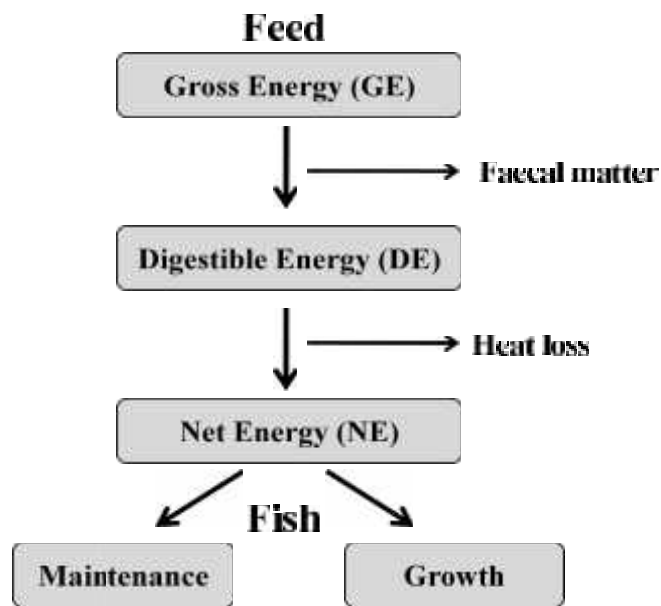 Feed
Gross Energy (GE)
Faecal matter
Digestible Energy (DE)
Heat loss
Net Energy (NE)
Fish
Maintenance
Growth